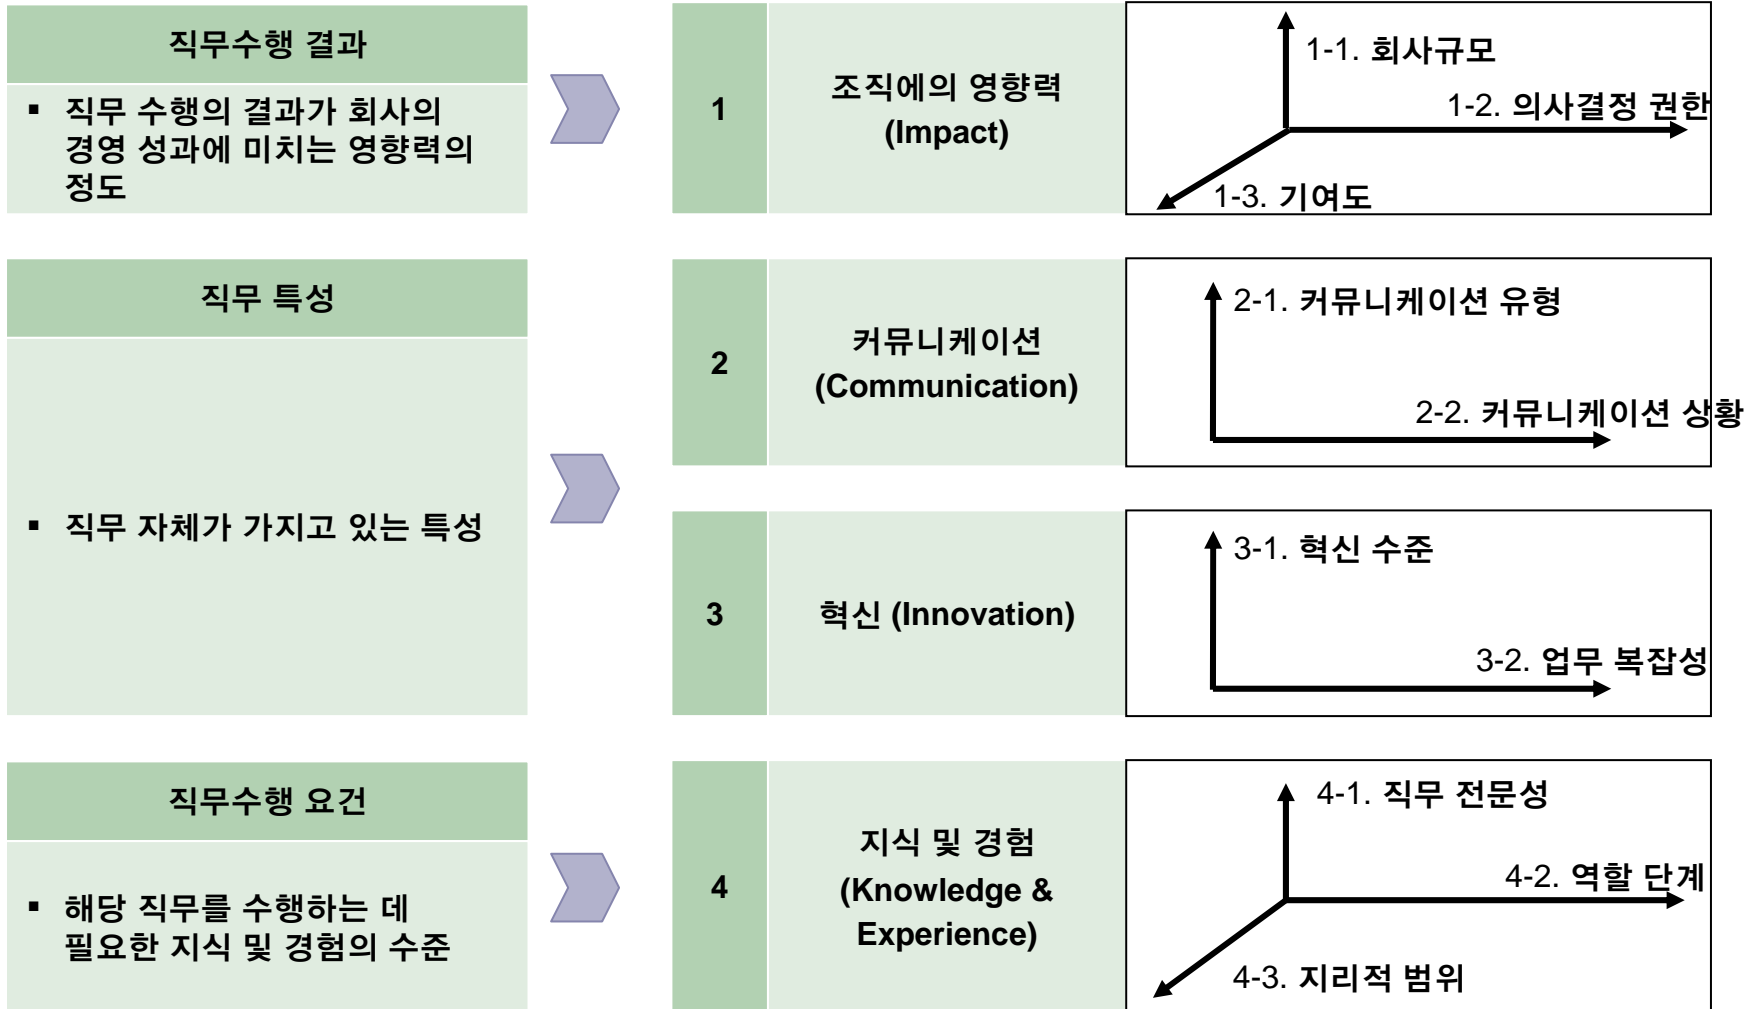 직무수행 결과
▪ 직무 수행의 결과가 회사의
경영 성과에 미치는 영향력의
정도
1
조직에의 영향력
(Impact)
1-1. 회사규모
1-2. 의사결정 권한
1-3. 기여도
직무 특성
▪ 직무 자체가 가지고 있는 특성
2
커뮤니케이션
(Communication)
2-1. 커뮤니케이션 유형
2-2. 커뮤니케이션 상황
3
혁신 (Innovation)
3-1. 혁신 수준
3-2. 업무 복잡성
직무수행 요건
▪ 해당 직무를 수행하는 데
필요한 지식 및 경험의 수준
4
지식 및 경험
(Knowledge &
Experience)
4-1. 직무 전문성
4-2. 역할 단계
4-3. 지리적 범위